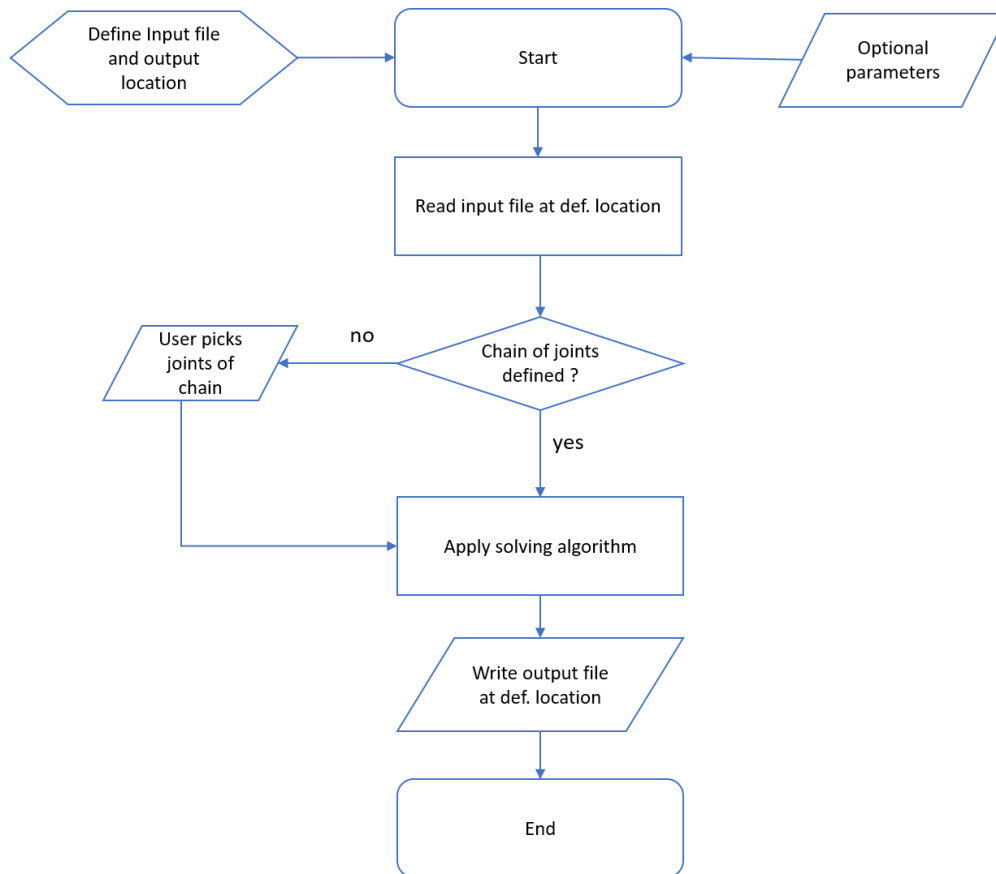 Define Input file
and output
location
Start
Optional
parameters
Read input file at def. location
no
User picks
joints of
chain
Chain of joints
defined ?
yes
Apply solving algorithm
Write output file
at def. location
End